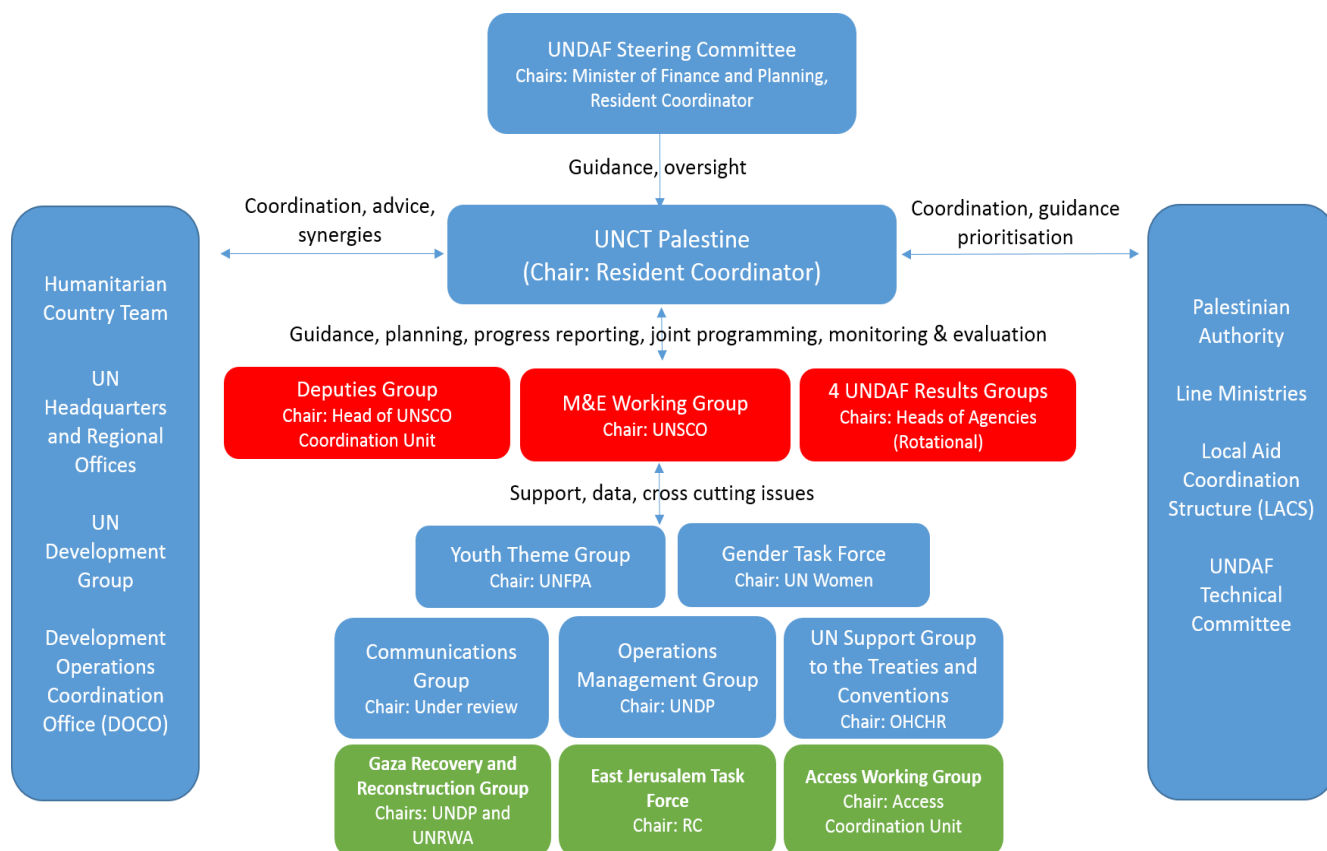 UNDAF Steering Committee
Chairs: Minister of Finance and Planning,
Resident Coordinator
Guidance, oversight
Coordination, advice,
synergies
UNCT Palestine
(Chair: Resident Coordinator)
Coordination, guidance
prioritisation
Humanitarian
Country Team
UN
Headquarters
and Regional
Offices
UN
Development
Group
Development
Operations
Coordination
Office (DOCO)
Palestinian
Authority
Line Ministries
Local Aid
Coordination
Structure (LACS)
UNDAF
Technical
Committee
Guidance, planning, progress reporting, joint programming, monitoring & evaluation
Deputies Group
Chair: Head of UNSCO
Coordination Unit
M&E Working Group
Chair: UNSCO
4 UNDAF Results Groups
Chairs: Heads of Agencies
(Rotational)
Support, data, cross cutting issues
Youth Theme Group
Chair: UNFPA
Gender Task Force
Chair: UN Women
Communications
Group
Chair: Under review
Operations
Management Group
Chair: UNDP
UN Support Group
to the Treaties and
Conventions
Chair: OHCHR
Gaza Recovery and
Reconstruction Group
Chairs: UNDP and
UNRWA
East Jerusalem Task
Force
Chair: RC
Access Working Group
Chair: Access
Coordination Unit